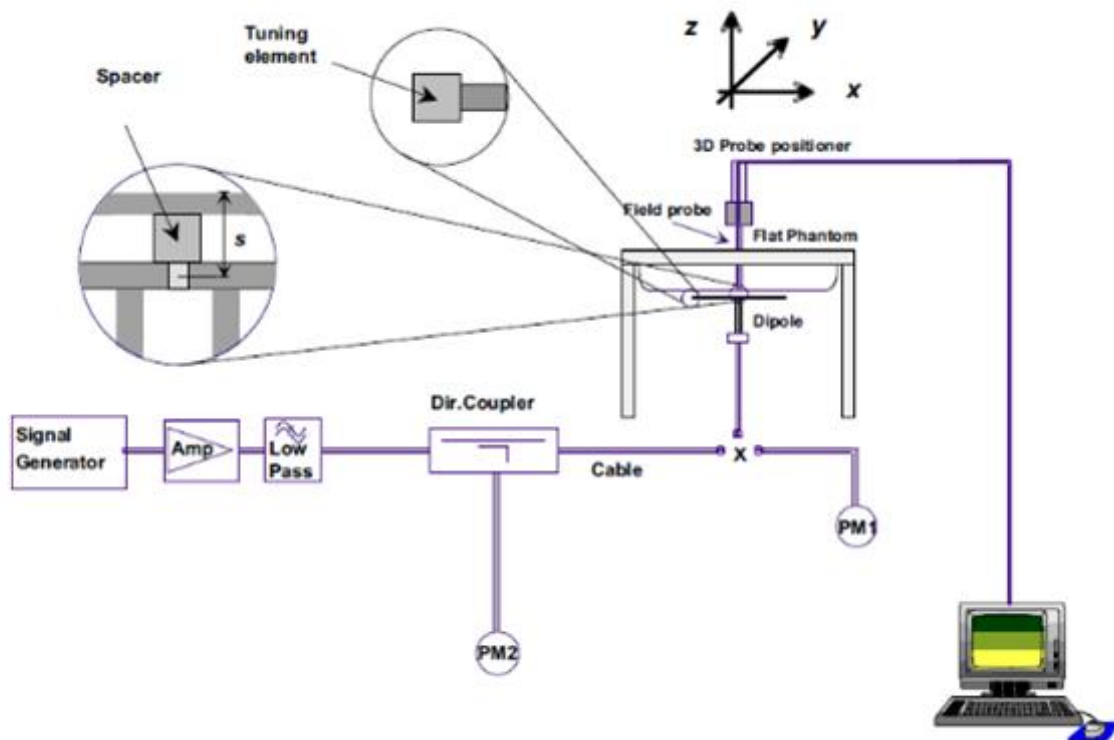 Tuning
element
Spacer
s
z
y
x
3D Probe positioner
Field probe
Flat Phantom
Dipole
Dir.Coupler
Signal
Generator
Amp
Low
Pass
Cable
X
PM1
PM2